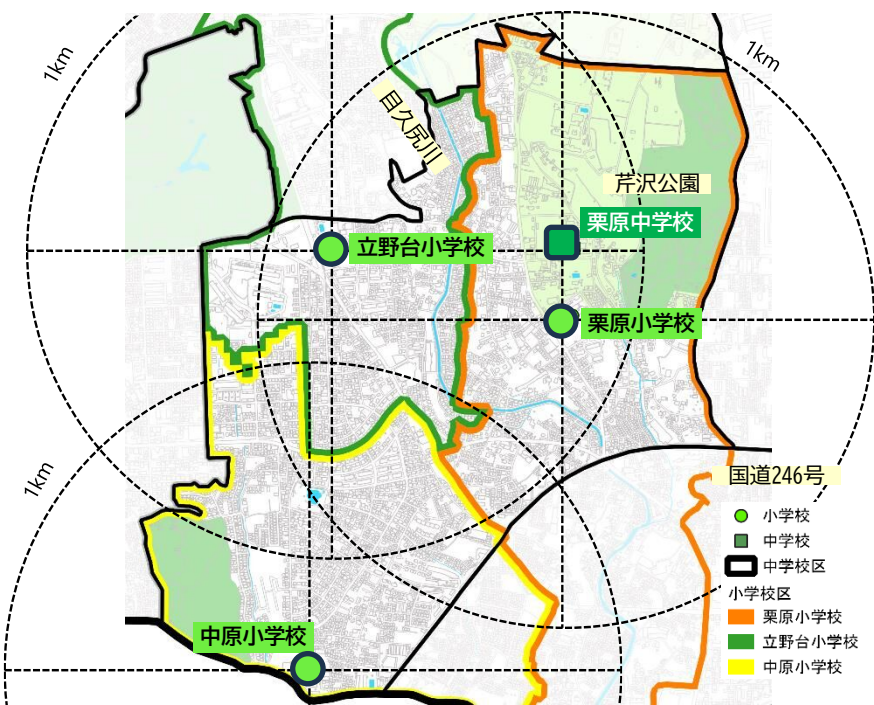 1km
1km
目久尻川
芹沢公園
栗原中学校
立野台小学校
栗原小学校
1km
国道246号
小学校
中学校
中学校区
小学校区
栗原小学校
立野台小学校
中原小学校
中原小学校